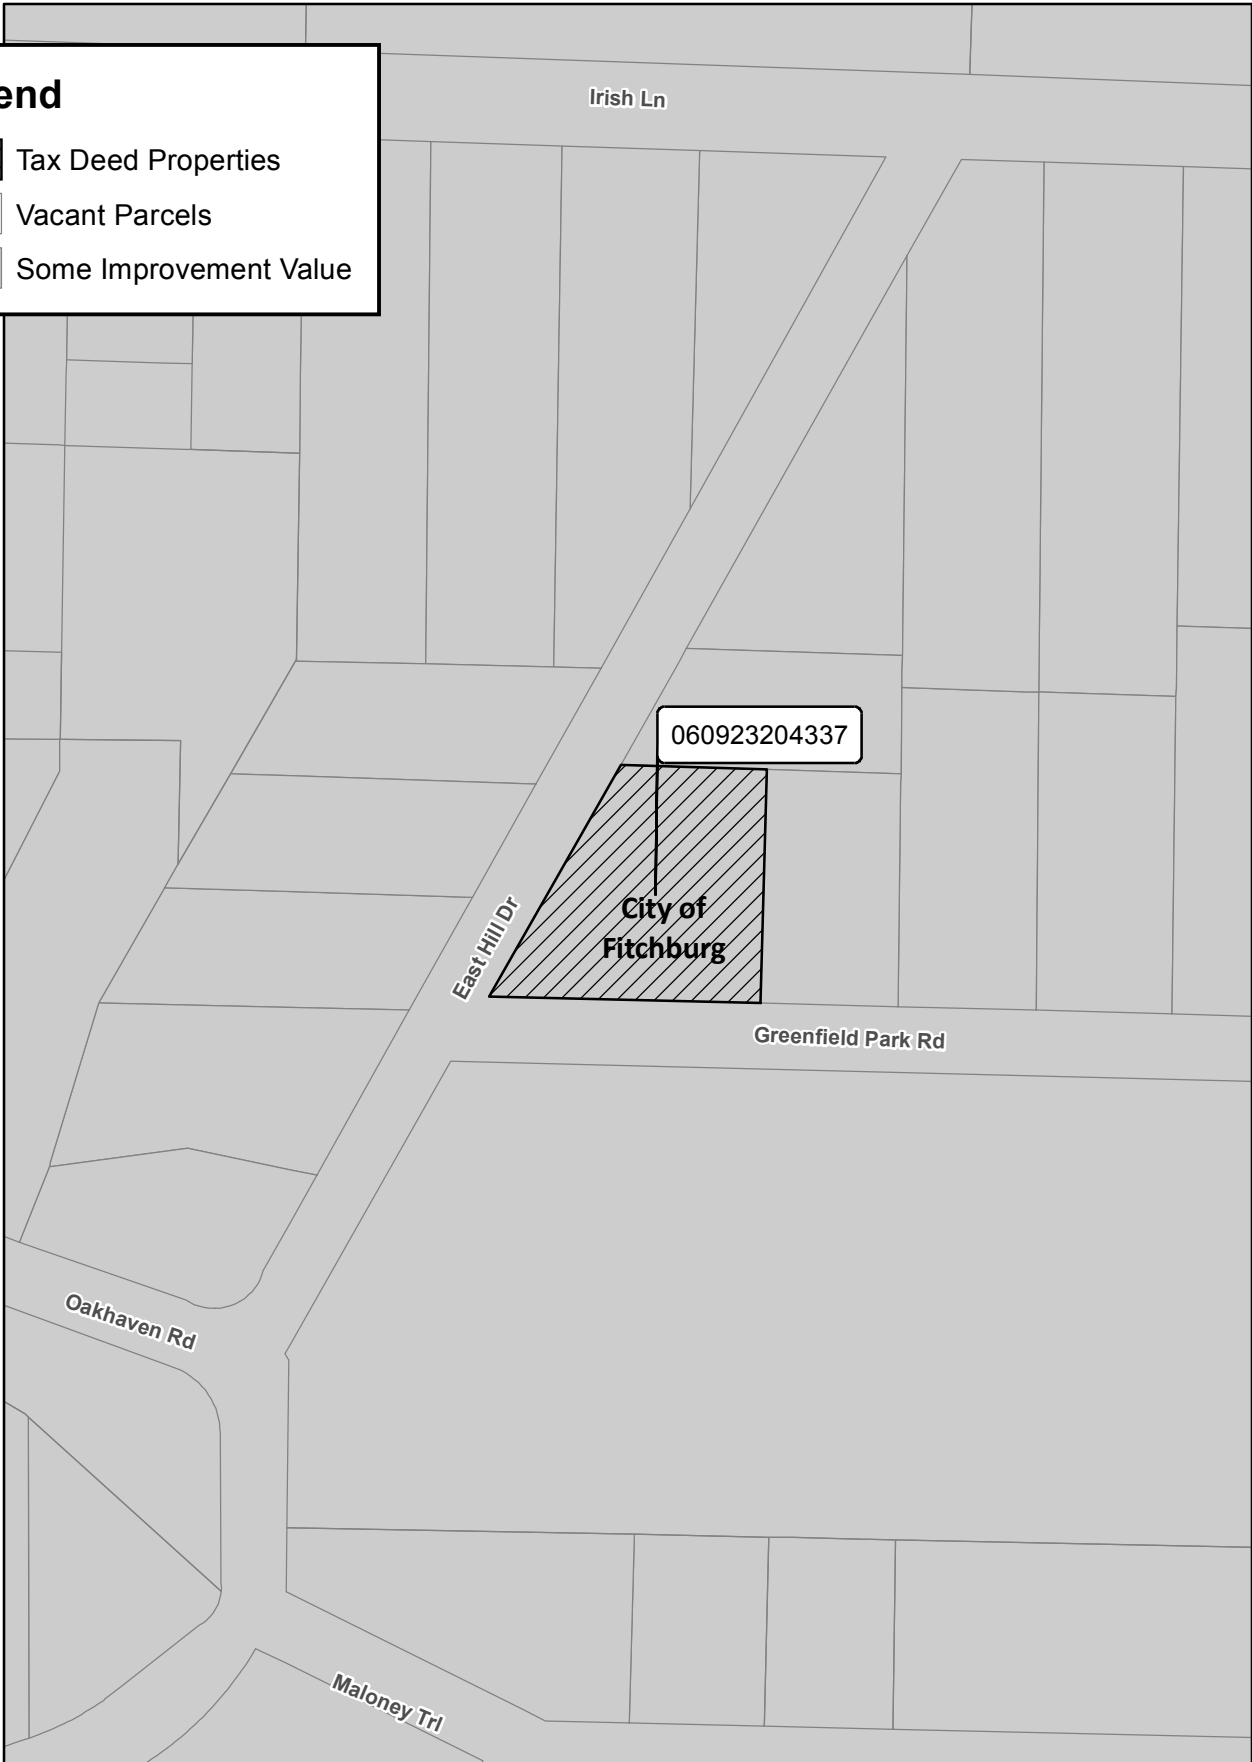 end
Tax Deed Properties
Vacant Parcels
Some Improvement Value
Irish Ln
060923204337
City of
Fitchburg
East Hill Dr
Greenfield Park Rd
Oakhaven Rd
Maloney Trl